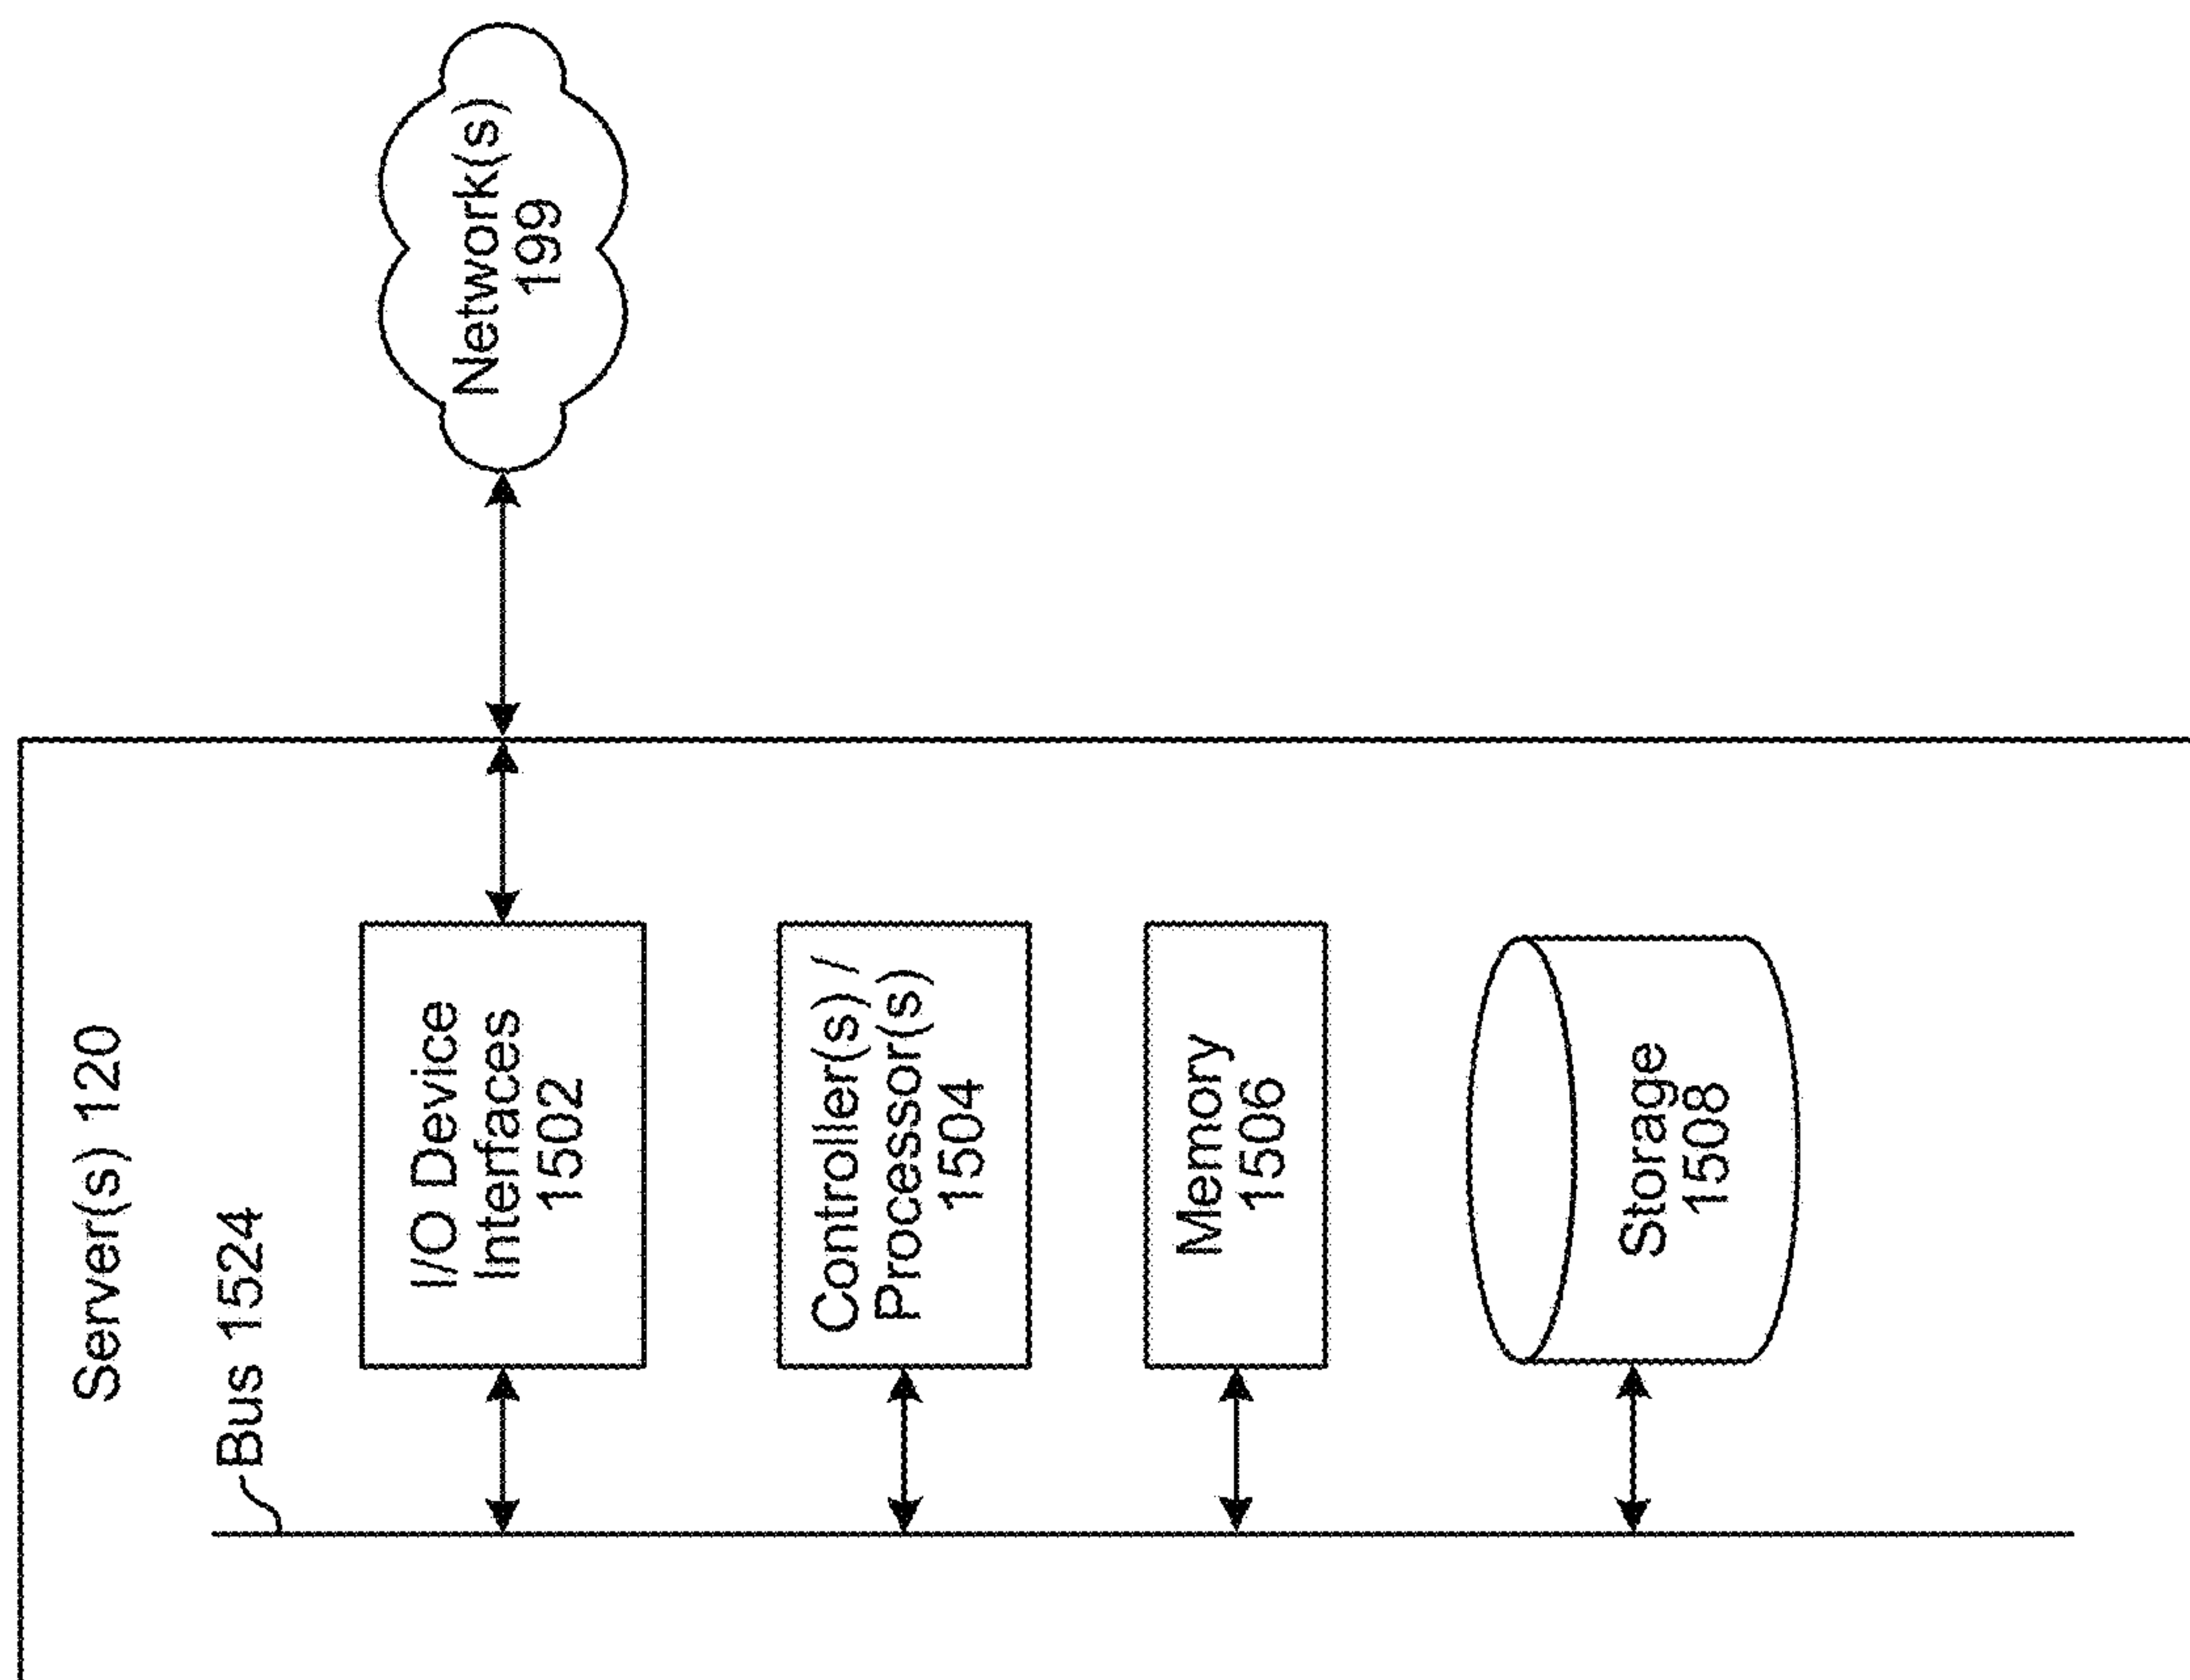 Server(s) 120
Bus 1524
I/O Device
Interfaces
1502
Network(s)
199
Controller(s) /
Processor(s)
1504
Memory
1506
Storage
1508